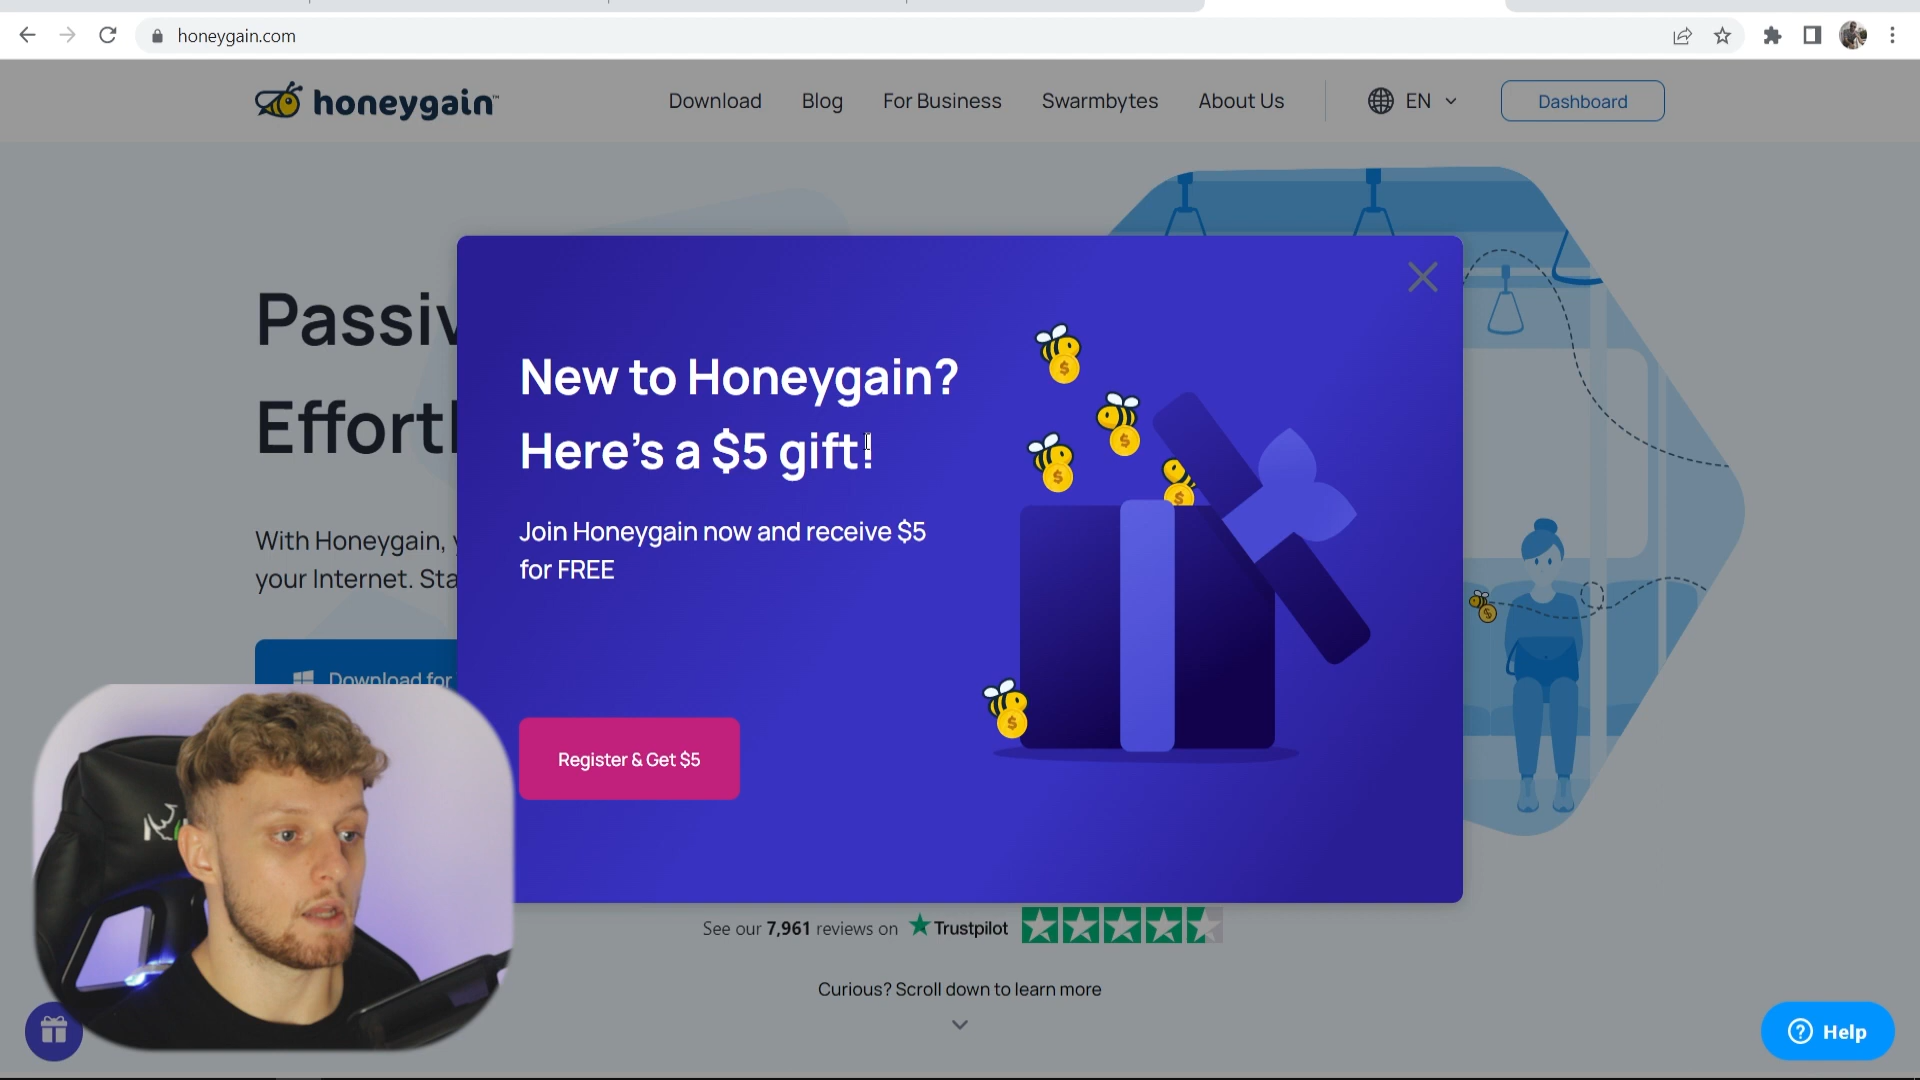 honeygain.com
honeygain™
Download
Blog
For Business
Swarmbytes
About Us
EN
Dashboard
Passiv
Effortl
With Honeygain,
your Internet. Sta
Download for
New to Honeygain?
Here's a $5 gift!
Join Honeygain now and receive $5
for FREE
Register & Get $5
$
$
$
$
$
$
See our 7,961 reviews on Trustpilot
Curious? Scroll down to learn more
? Help